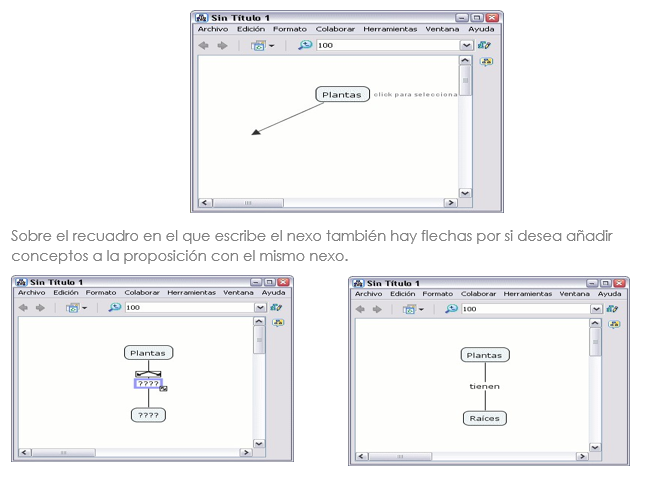 Sin Título 1
Archivo Edición Formato Colaborar Herramientas Ventana Ayuda
100
Plantas click para selecciona
Sobre el recuadro en el que escribe el nexo también hay flechas por si desea añadir
conceptos a la proposición con el mismo nexo.
Sin Título 1
Archivo Edición Formato Colaborar Herramientas Ventana Ayuda
100
Plantas
????
????
Sin Título 1
Archivo Edición Formato Colaborar Herramientas Ventana Ayuda
100
Plantas
tienen
Raíces